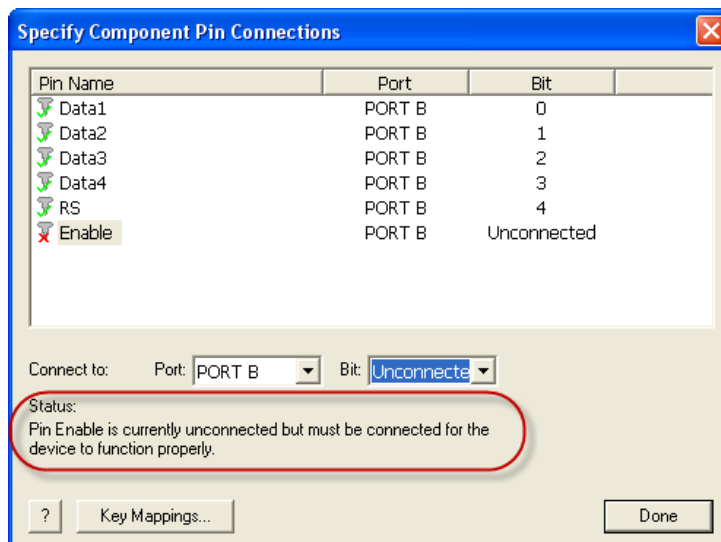 Specify Component Pin Connections
Pin Name Port Bit
Data1 PORT B 0
Data2 PORT B 1
Data3 PORT B 2
Data4 PORT B 3
RS PORT B 4
Enable PORT B Unconnected
Connect to: Port: PORT B Bit: Unconnecte
Status:
Pin Enable is currently unconnected but must be connected for the
device to function properly.
? Key Mappings... Done